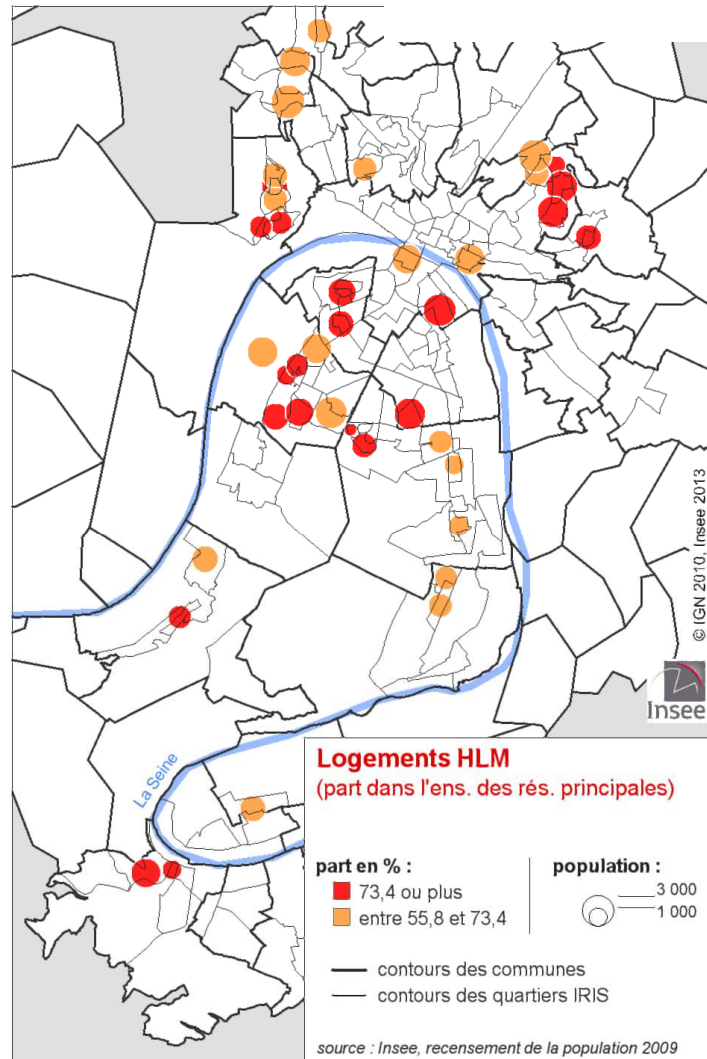 © IGN 2010, Insee 2013
Insee
La Seine
Logements HLM
(part dans l'ens. des rés. principales)
part en % :
73,4 ou plus
entre 55,8 et 73,4
population :
3 000
1 000
contours des communes
contours des quartiers IRIS
source : Insee, recensement de la population 2009